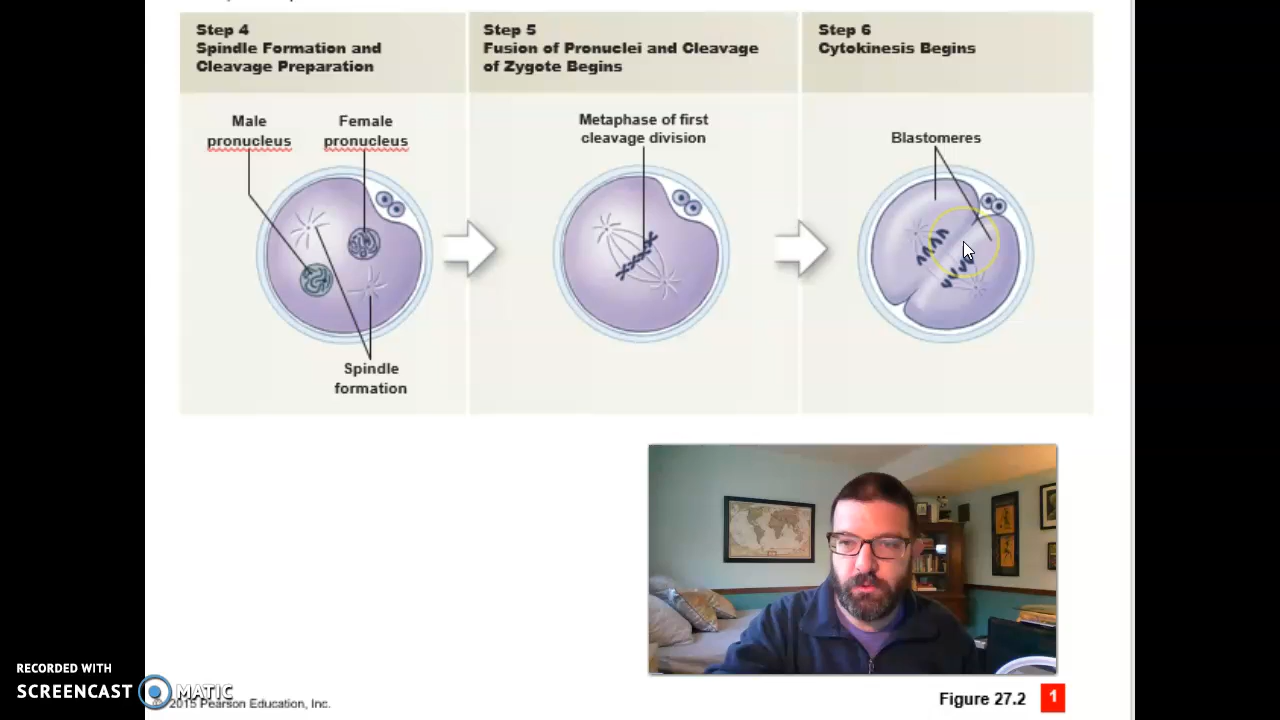 Step 4
Spindle Formation and
Cleavage Preparation
Step 5
Fusion of Pronuclei and Cleavage
of Zygote Begins
Step 6
Cytokinesis Begins
Male
pronucleus
Female
pronucleus
Metaphase of first
cleavage division
Blastomeres
Spindle
formation
RECORDED WITH
SCREENCAST MATIC
© 2015 Pearson Education, Inc.
Figure 27.2 1